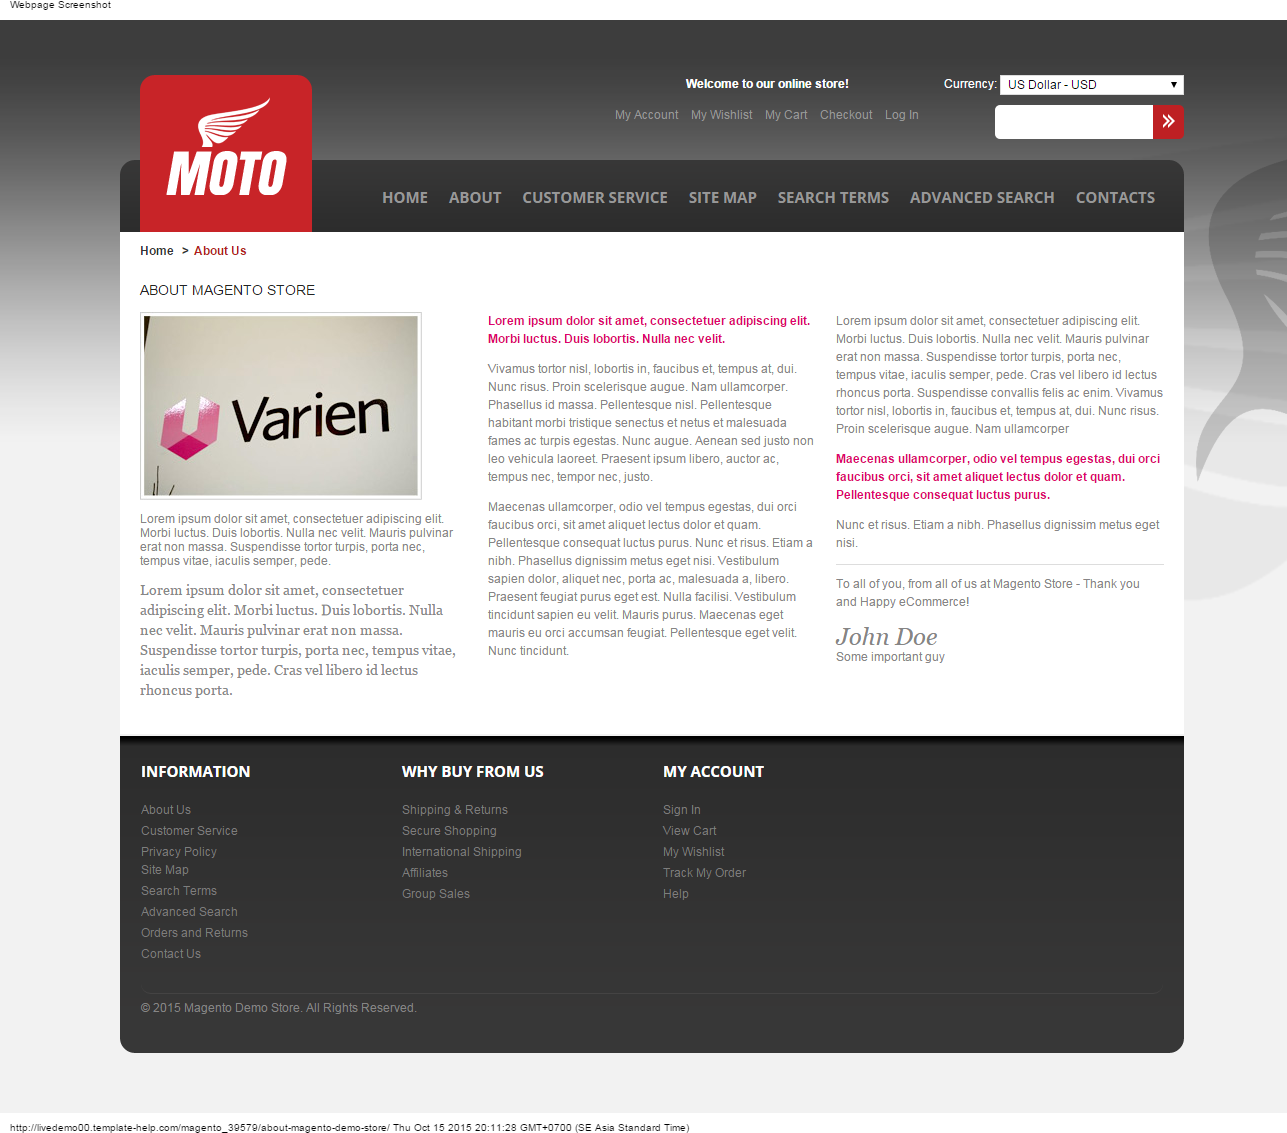 Webpage Screenshot
Welcome to our online store!
Currency: US Dollar - USD
My Account My Wishlist My Cart Checkout Log In
MOTO
HOME ABOUT CUSTOMER SERVICE SITE MAP SEARCH TERMS ADVANCED SEARCH CONTACTS
Home > About Us
ABOUT MAGENTO STORE
Varien
Lorem ipsum dolor sit amet, consectetuer adipiscing elit.
Morbi luctus. Duis lobortis. Nulla nec velit. Mauris pulvinar
erat non massa. Suspendisse tortor turpis, porta nec,
tempus vitae, iaculis semper, pede.
Lorem ipsum dolor sit amet, consectetuer
adipiscing elit. Morbi luctus. Duis lobortis. Nulla
nec velit. Mauris pulvinar erat non massa.
Suspendisse tortor turpis, porta nec, tempus vitae,
iaculis semper, pede. Cras vel libero id lectus
rhoncus porta.
Lorem ipsum dolor sit amet, consectetuer adipiscing elit.
Morbi luctus. Duis lobortis. Nulla nec velit.
Vivamus tortor nisl, lobortis in, faucibus et, tempus at, dui.
Nunc risus. Proin scelerisque augue. Nam ullamcorper.
Phasellus id massa. Pellentesque nisl. Pellentesque
habitant morbi tristique senectus et netus et malesuada
fames ac turpis egestas. Nunc augue. Aenean sed justo non
leo vehicula laoreet. Praesent ipsum libero, auctor ac,
tempus nec, tempor nec, justo.
Maecenas ullamcorper, odio vel tempus egestas, dui orci
faucibus orci, sit amet aliquet lectus dolor et quam.
Pellentesque consequat luctus purus. Nunc et risus. Etiam a
nibh. Phasellus dignissim metus eget nisi. Vestibulum
sapien dolor, aliquet nec, porta ac, malesuada a, libero.
Praesent feugiat purus eget est. Nulla facilisi. Vestibulum
tincidunt sapien eu velit. Mauris purus. Maecenas eget
mauris eu orci accumsan feugiat. Pellentesque eget velit.
Nunc tincidunt.
Lorem ipsum dolor sit amet, consectetuer adipiscing elit.
Morbi luctus. Duis lobortis. Nulla nec velit. Mauris pulvinar
erat non massa. Suspendisse tortor turpis, porta nec,
tempus vitae, iaculis semper, pede. Cras vel libero id lectus
rhoncus porta. Suspendisse convallis felis ac enim. Vivamus
tortor nisl, lobortis in, faucibus et, tempus at, dui. Nunc risus.
Proin scelerisque augue. Nam ullamcorper
Maecenas ullamcorper, odio vel tempus egestas, dui orci
faucibus orci, sit amet aliquet lectus dolor et quam.
Pellentesque consequat luctus purus.
Nunc et risus. Etiam a nibh. Phasellus dignissim metus eget
nisi.
To all of you, from all of us at Magento Store - Thank you
and Happy eCommerce!
John Doe
Some important guy
INFORMATION
About Us
Customer Service
Privacy Policy
Site Map
Search Terms
Advanced Search
Orders and Returns
Contact Us
WHY BUY FROM US
Shipping & Returns
Secure Shopping
International Shipping
Affiliates
Group Sales
MY ACCOUNT
Sign In
View Cart
My Wishlist
Track My Order
Help
© 2015 Magento Demo Store. All Rights Reserved.
http://livedemo00.template-help.com/magento_39579/about-magento-demo-store/ Thu Oct 15 2015 20:11:28 GMT+0700 (SE Asia Standard Time)